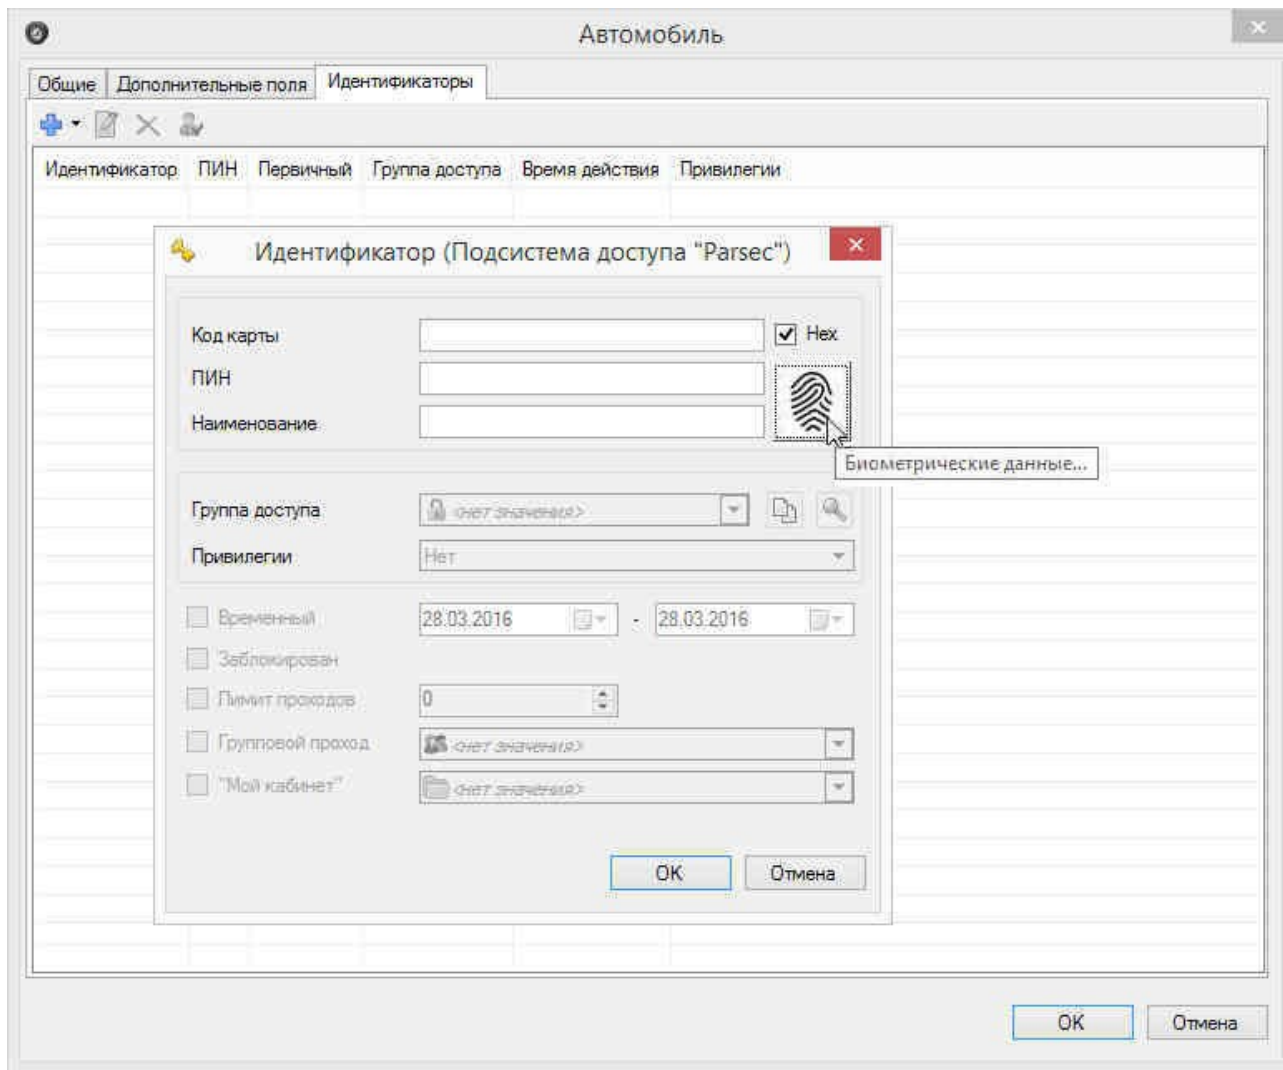 Автомобиль
Общие Дополнительные поля Идентификаторы
Идентификатор ПИН Первичный Группа доступа Время действия Привилегии
Идентификатор (Подсистема доступа "Parsec")
Код карты Hex
ПИН
Наименование
Биометрические данные...
Группа доступа <нет значения>
Привилегии Нет
Временный 28.03.2016 - 28.03.2016
Заблокирован
Лимит проходов 0
Групповой проход <нет значения>
"Мой кабинет" <нет значения>
OK Отмена
OK Отмена